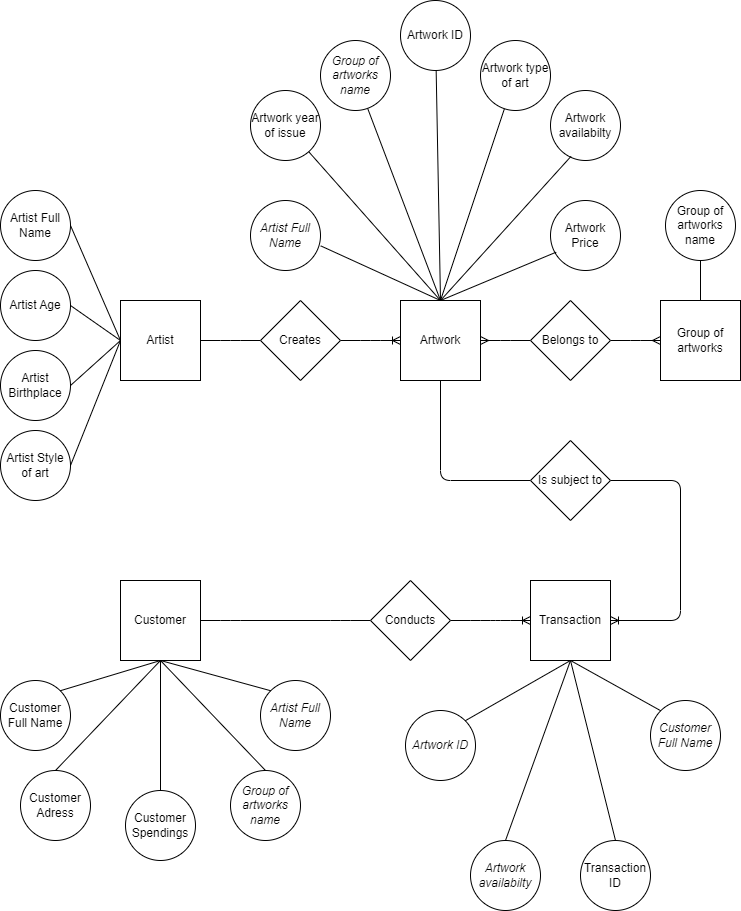 Artwork ID
Group of
artworks
name
Artwork type
of art
Artwork year
of issue
Artwork
availabilty
Artist Full
Name
Artist Full
Name
Artwork
Price
Group of
artworks
name
Artist Age
Artist
Creates
Artwork
Belongs to
Group of
artworks
Artist
Birthplace
Artist Style
of art
Is subject to
Customer
Conducts
Transaction
Customer
Full Name
Artist Full
Name
Artwork ID
Customer
Full Name
Customer
Adress
Customer
Spendings
Group of
artworks
name
Artwork
availabilty
Transaction
ID